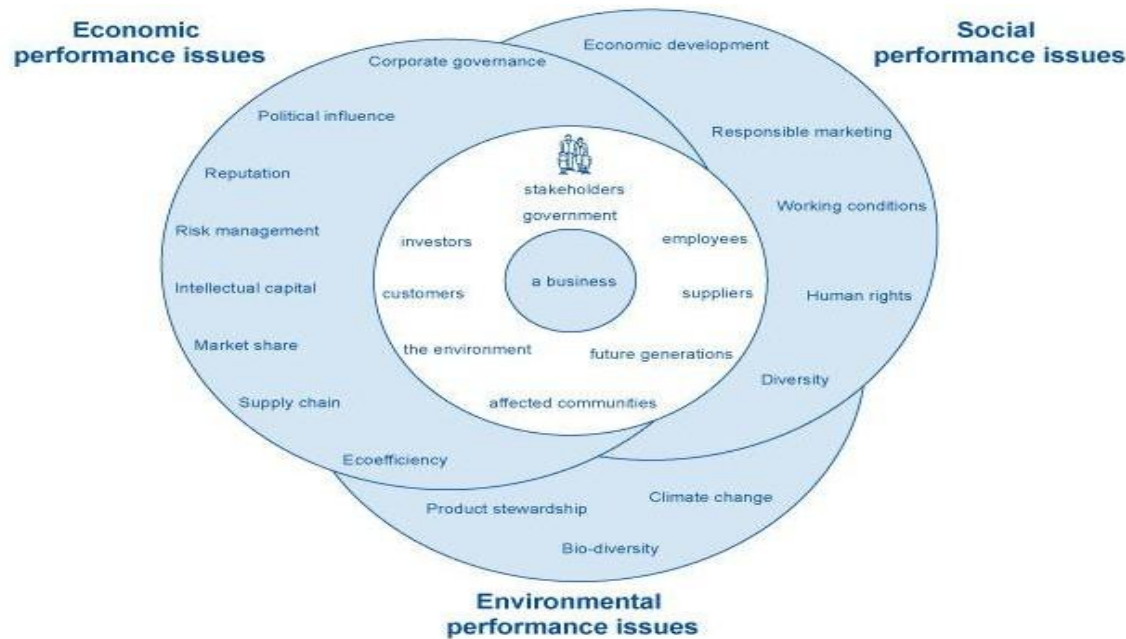 Economic
performance issues
Social
performance issues
Economic development
Corporate governance
Political influence
Responsible marketing
Reputation
stakeholders
Working conditions
government
Risk management
investors
employees
a business
Intellectual capital
customers
suppliers
Human rights
Market share
the environment
future generations
Diversity
Supply chain
affected communities
Ecoefficiency
Climate change
Product stewardship
Bio-diversity
Environmental
performance issues